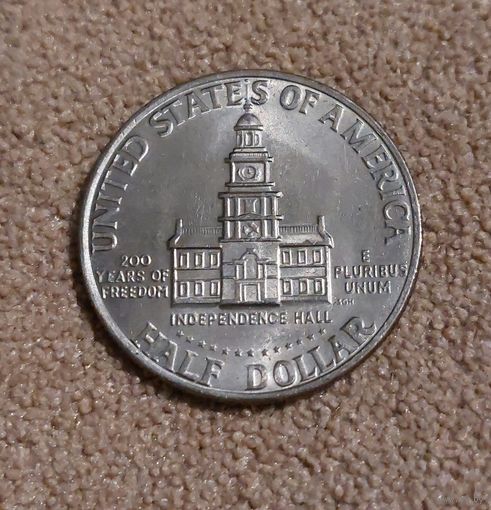 UNITED STATES OF AMERICA
200
YEARS OF
FREEDOM
E
PLURIBUS
UNUM
INDEPENDENCE HALL
HALF DOLLAR